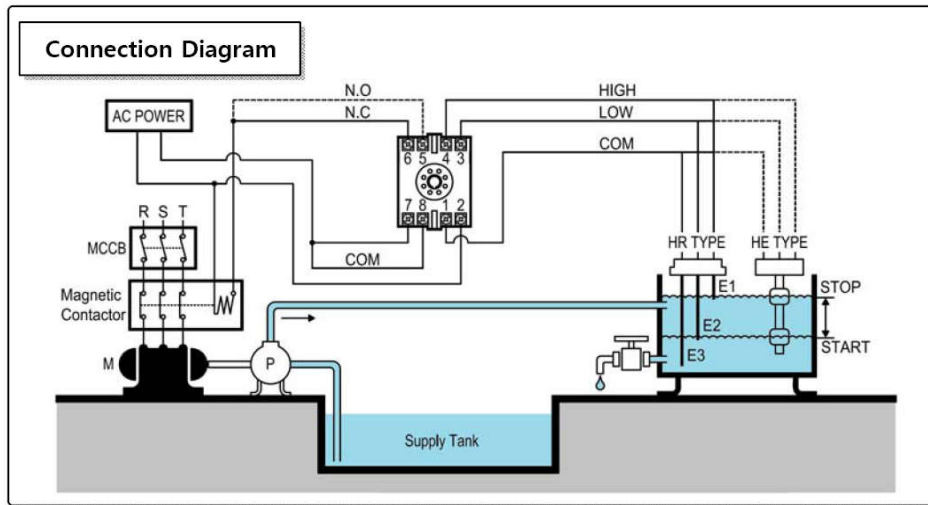 Connection Diagram
AC POWER
N.O
N.C
HIGH
LOW
COM
6 5 4 3
7 8 1 2
COM
R S T
MCCB
Magnetic
Contactor
M
P
HR TYPE
HE TYPE
E1
E2
E3
STOP
START
Supply Tank